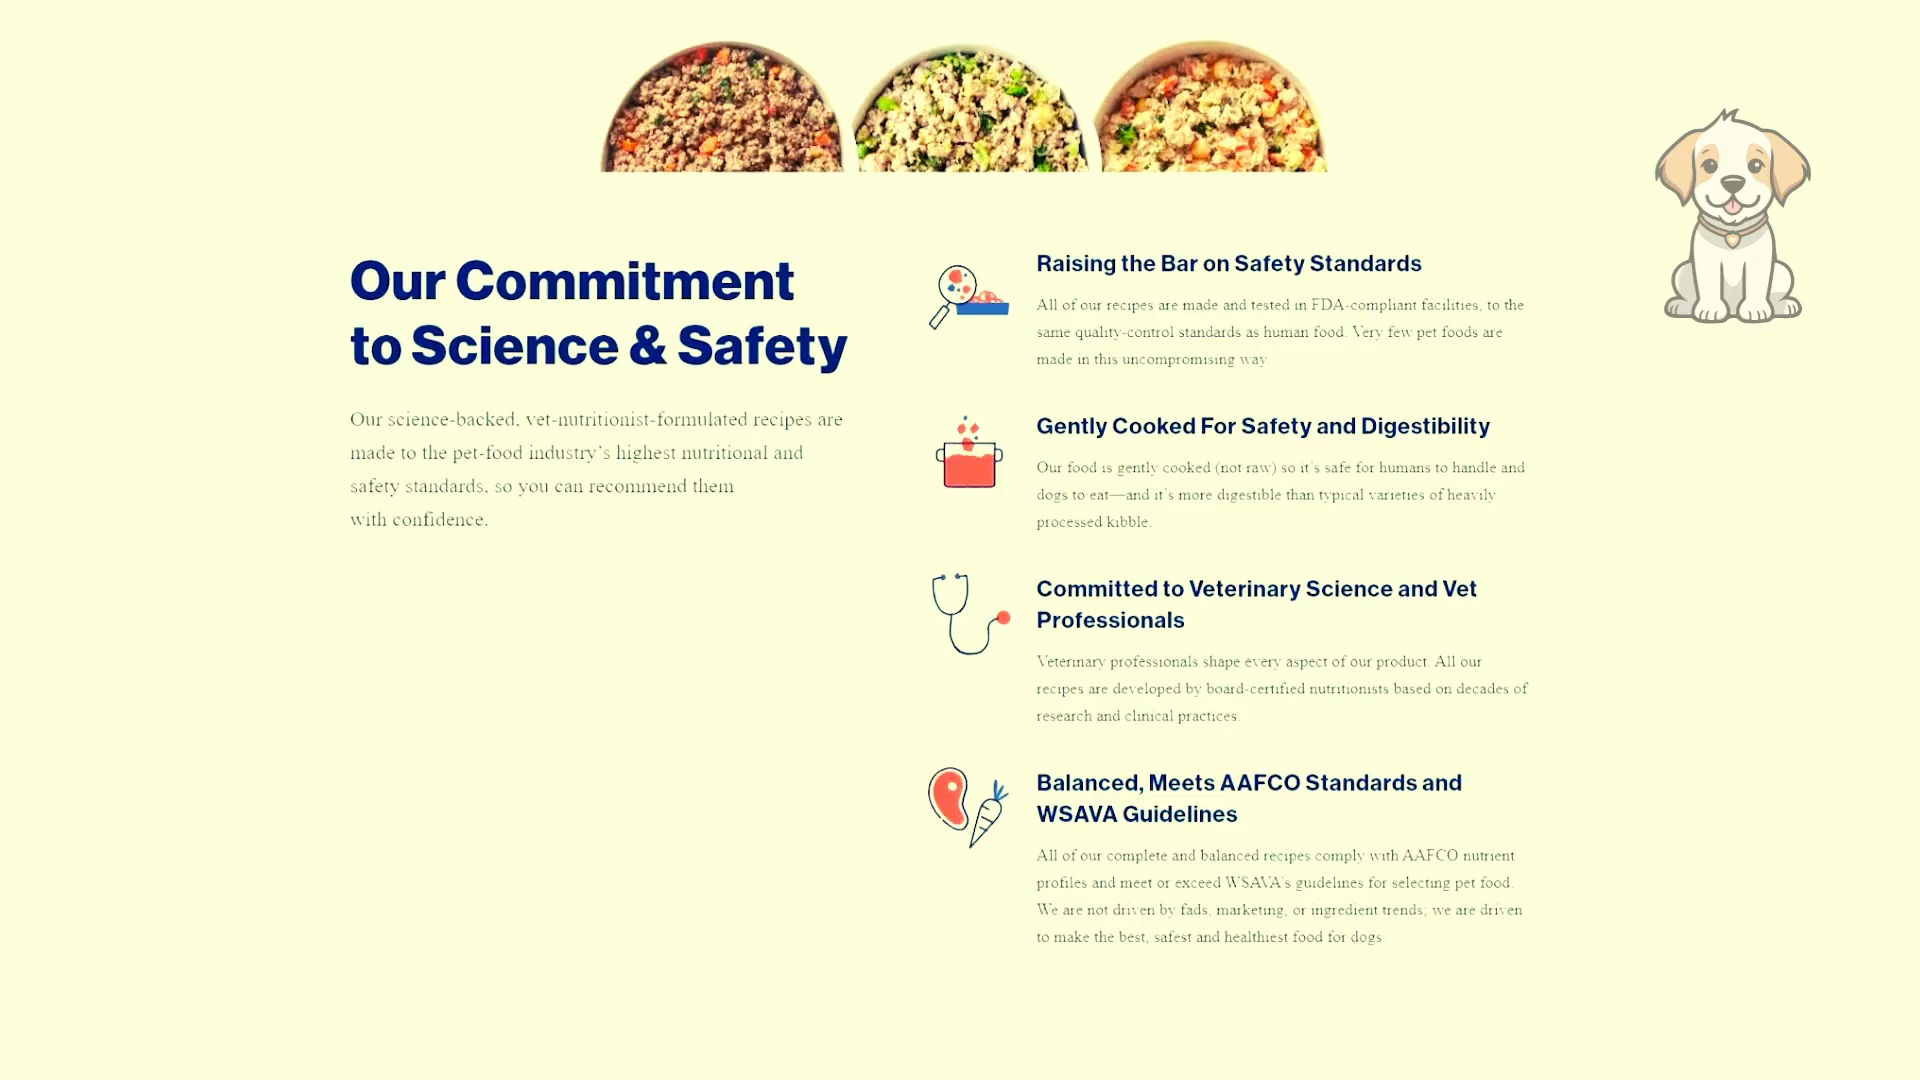 Our Commitment
to Science & Safety
Our science-backed, vet-nutritionist-formulated recipes are
made to the pet-food industry's highest nutritional and
safety standards, so you can recommend them
with confidence.
Raising the Bar on Safety Standards
All of our recipes are made and tested in FDA-compliant facilities, to the
same quality-control standards as human food. Very few pet foods are
made in this uncompromising way.
Gently Cooked For Safety and Digestibility
Our food is gently cooked (not raw) so it's safe for humans to handle and
dogs to eat—and it's more digestible than typical varieties of heavily
processed kibble.
Committed to Veterinary Science and Vet
Professionals
Veterinary professionals shape every aspect of our product. All our
recipes are developed by board-certified nutritionists based on decades of
research and clinical practices.
Balanced, Meets AAFCO Standards and
WSAVA Guidelines
All of our complete and balanced recipes comply with AAFCO nutrient
profiles and meet or exceed WSAVA's guidelines for selecting pet food.
We are not driven by fads, marketing, or ingredient trends; we are driven
to make the best, safest and healthiest food for dogs.